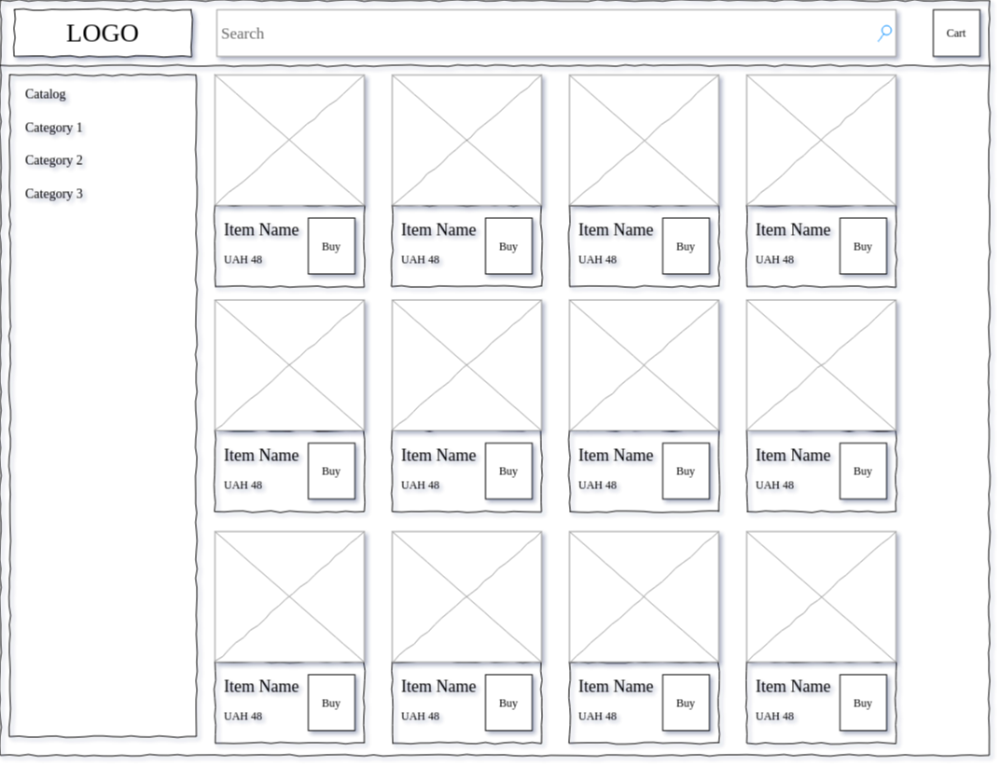 LOGO
Search
Cart
Catalog
Category 1
Category 2
Category 3
Item Name
UAH 48
Buy
Item Name
UAH 48
Buy
Item Name
UAH 48
Buy
Item Name
UAH 48
Buy
Item Name
UAH 48
Buy
Item Name
UAH 48
Buy
Item Name
UAH 48
Buy
Item Name
UAH 48
Buy
Item Name
UAH 48
Buy
Item Name
UAH 48
Buy
Item Name
UAH 48
Buy
Item Name
UAH 48
Buy